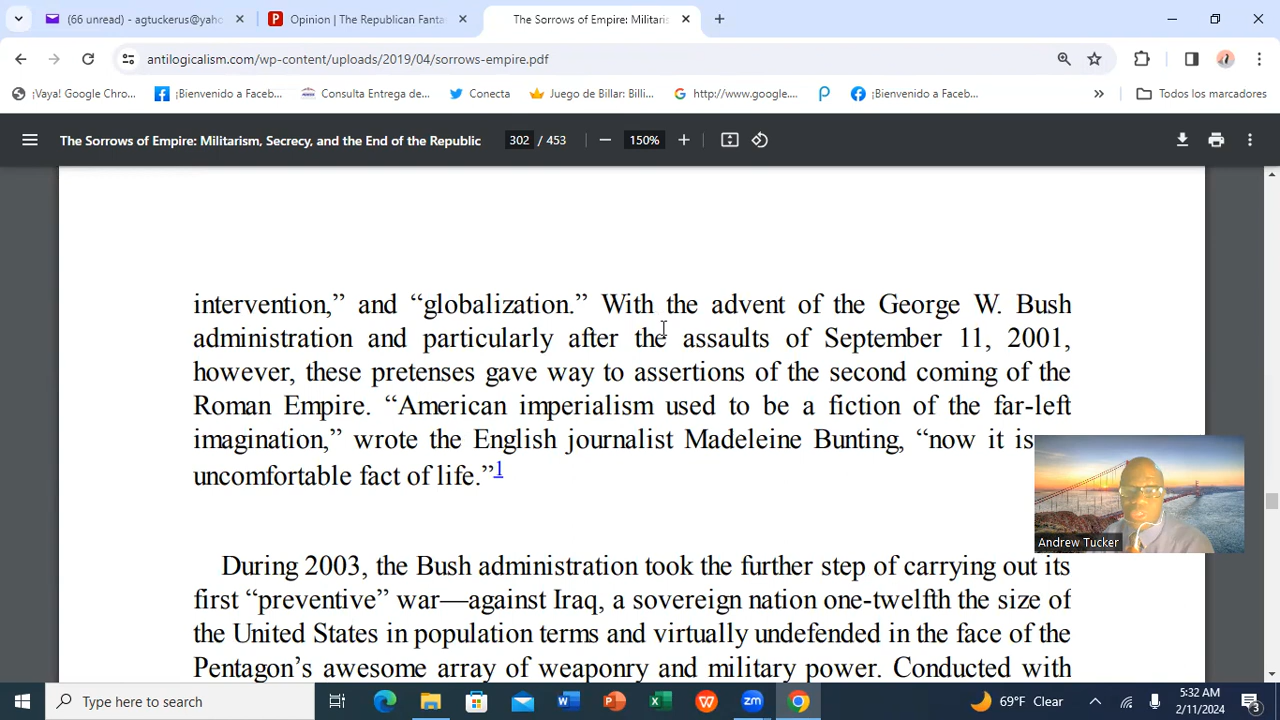 (66 unread) - agtuckerus@yaho
Opinion | The Republican Fanta
The Sorrows of Empire: Militaris
antilogicalism.com/wp-content/uploads/2019/04/sorrows-empire.pdf
¡Vaya! Google Chro...
¡Bienvenido a Faceb...
Consulta Entrega de...
Conecta
Juego de Billar: Billi...
http://www.google....
¡Bienvenido a Faceb...
»
Todos los marcadores
The Sorrows of Empire: Militarism, Secrecy, and the End of the Republic
302 / 453
150%
intervention,” and “globalization.” With the advent of the George W. Bush
administration and particularly after the assaults of September 11, 2001,
however, these pretenses gave way to assertions of the second coming of the
Roman Empire. “American imperialism used to be a fiction of the far-left
imagination,” wrote the English journalist Madeleine Bunting, “now it is
uncomfortable fact of life.”1
During 2003, the Bush administration took the further step of carrying out its
first “preventive” war—against Iraq, a sovereign nation one-twelfth the size of
the United States in population terms and virtually undefended in the face of the
Pentagon’s awesome array of weaponry and military power. Conducted with
Andrew Tucker
Type here to search
69°F Clear
5:32 AM
2/11/2024
3